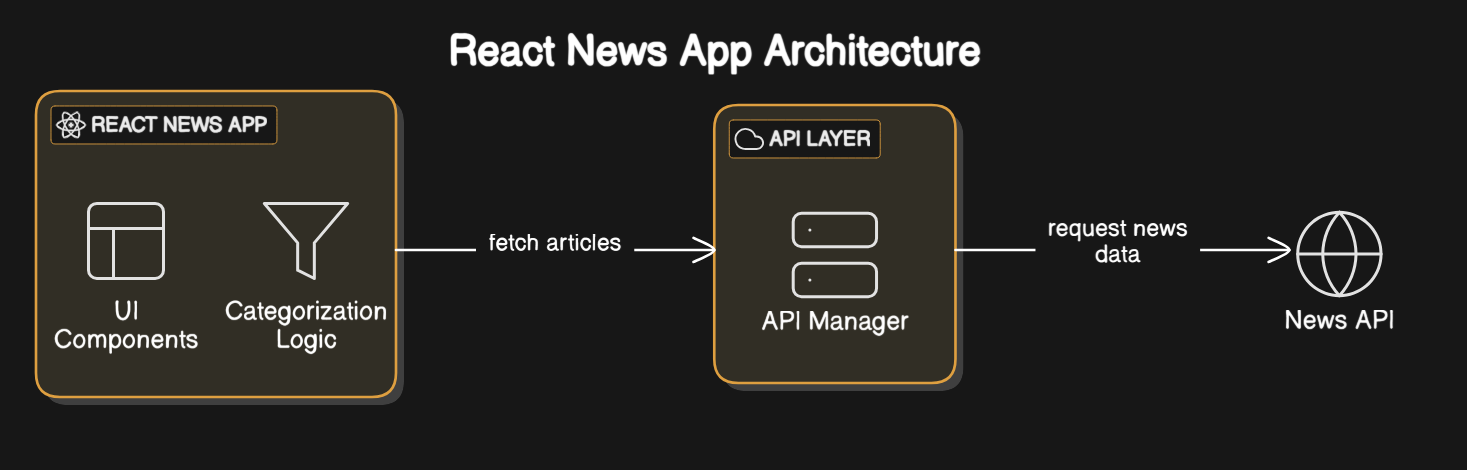 React News App Architecture
REACT NEWS APP
API LAYER
fetch articles
request news
data
UI
Components
Categorization
Logic
API Manager
News API